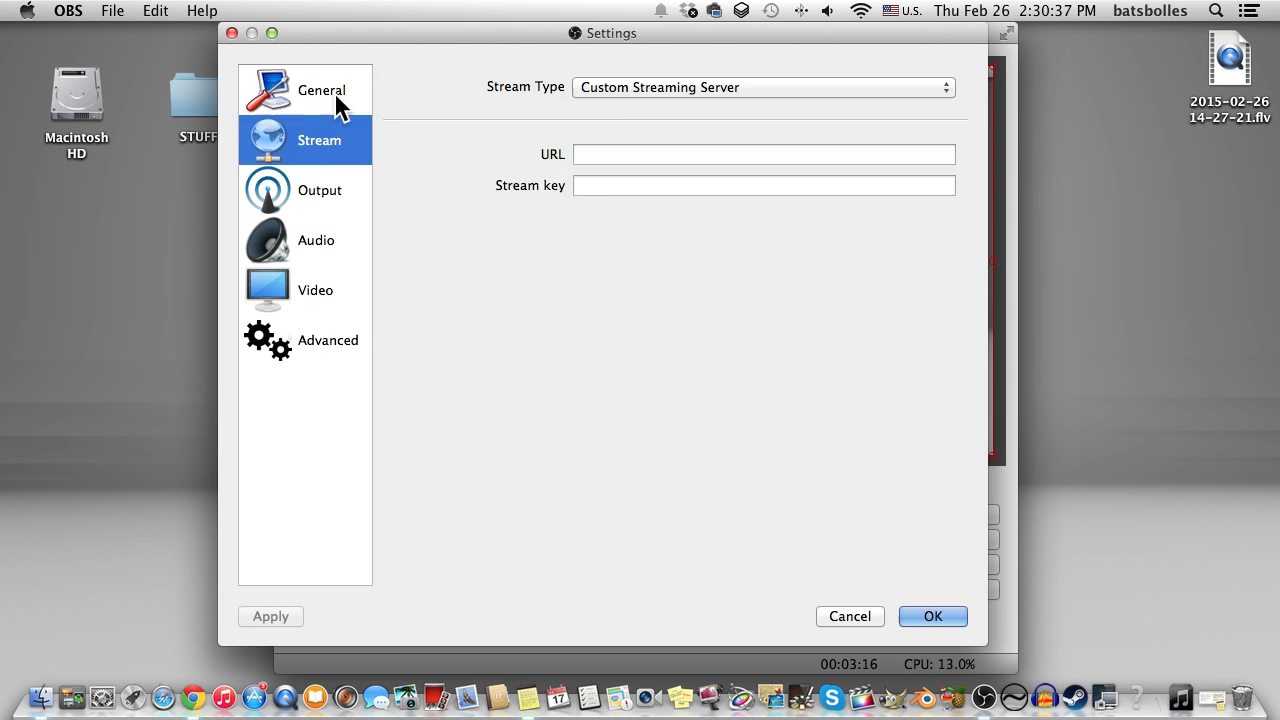 OBS File Edit Help
U.S. Thu Feb 26 2:30:37 PM batsbolles
Settings
Macintosh
HD
STUFF
2015-02-26
14-27-21.flv
General
Stream
Output
Audio
Video
Advanced
Stream Type Custom Streaming Server
URL
Stream key
Apply
Cancel
OK
00:03:16 CPU: 13.0%